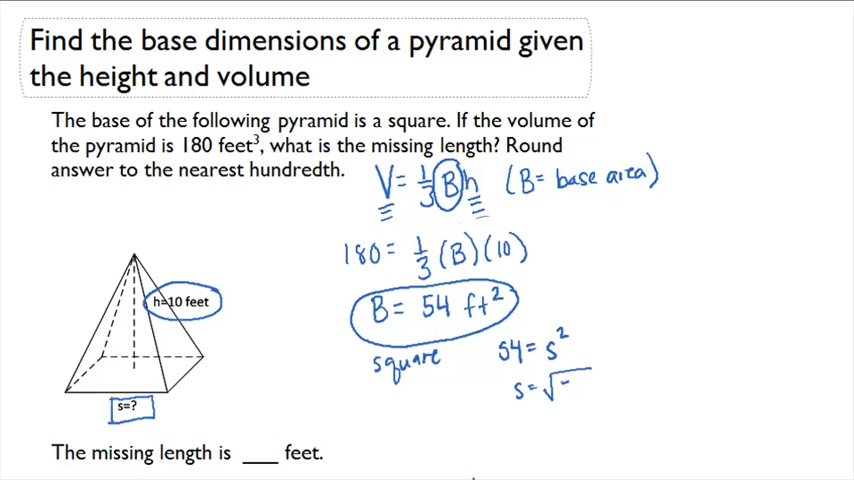 Find the base dimensions of a pyramid given
the height and volume
The base of the following pyramid is a square. If the volume of
the pyramid is 180 feet³, what is the missing length? Round
answer to the nearest hundredth.
V = 1/3 B h (B = base area)
180 = 1/3 (B)(10)
h=10 feet
B = 54 ft²
square
54 = s²
s = √
s=?
The missing length is ___ feet.